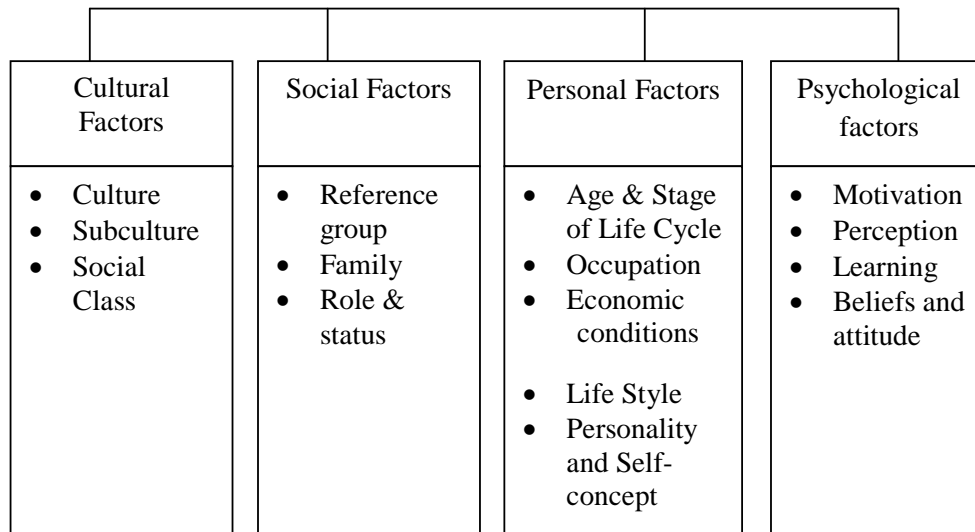 Cultural
Factors
• Culture
• Subculture
• Social
Class
Social Factors
• Reference
group
• Family
• Role &
status
Personal Factors
• Age & Stage
of Life Cycle
• Occupation
• Economic
conditions
• Life Style
• Personality
and Self-
concept
Psychological
factors
• Motivation
• Perception
• Learning
• Beliefs and
attitude